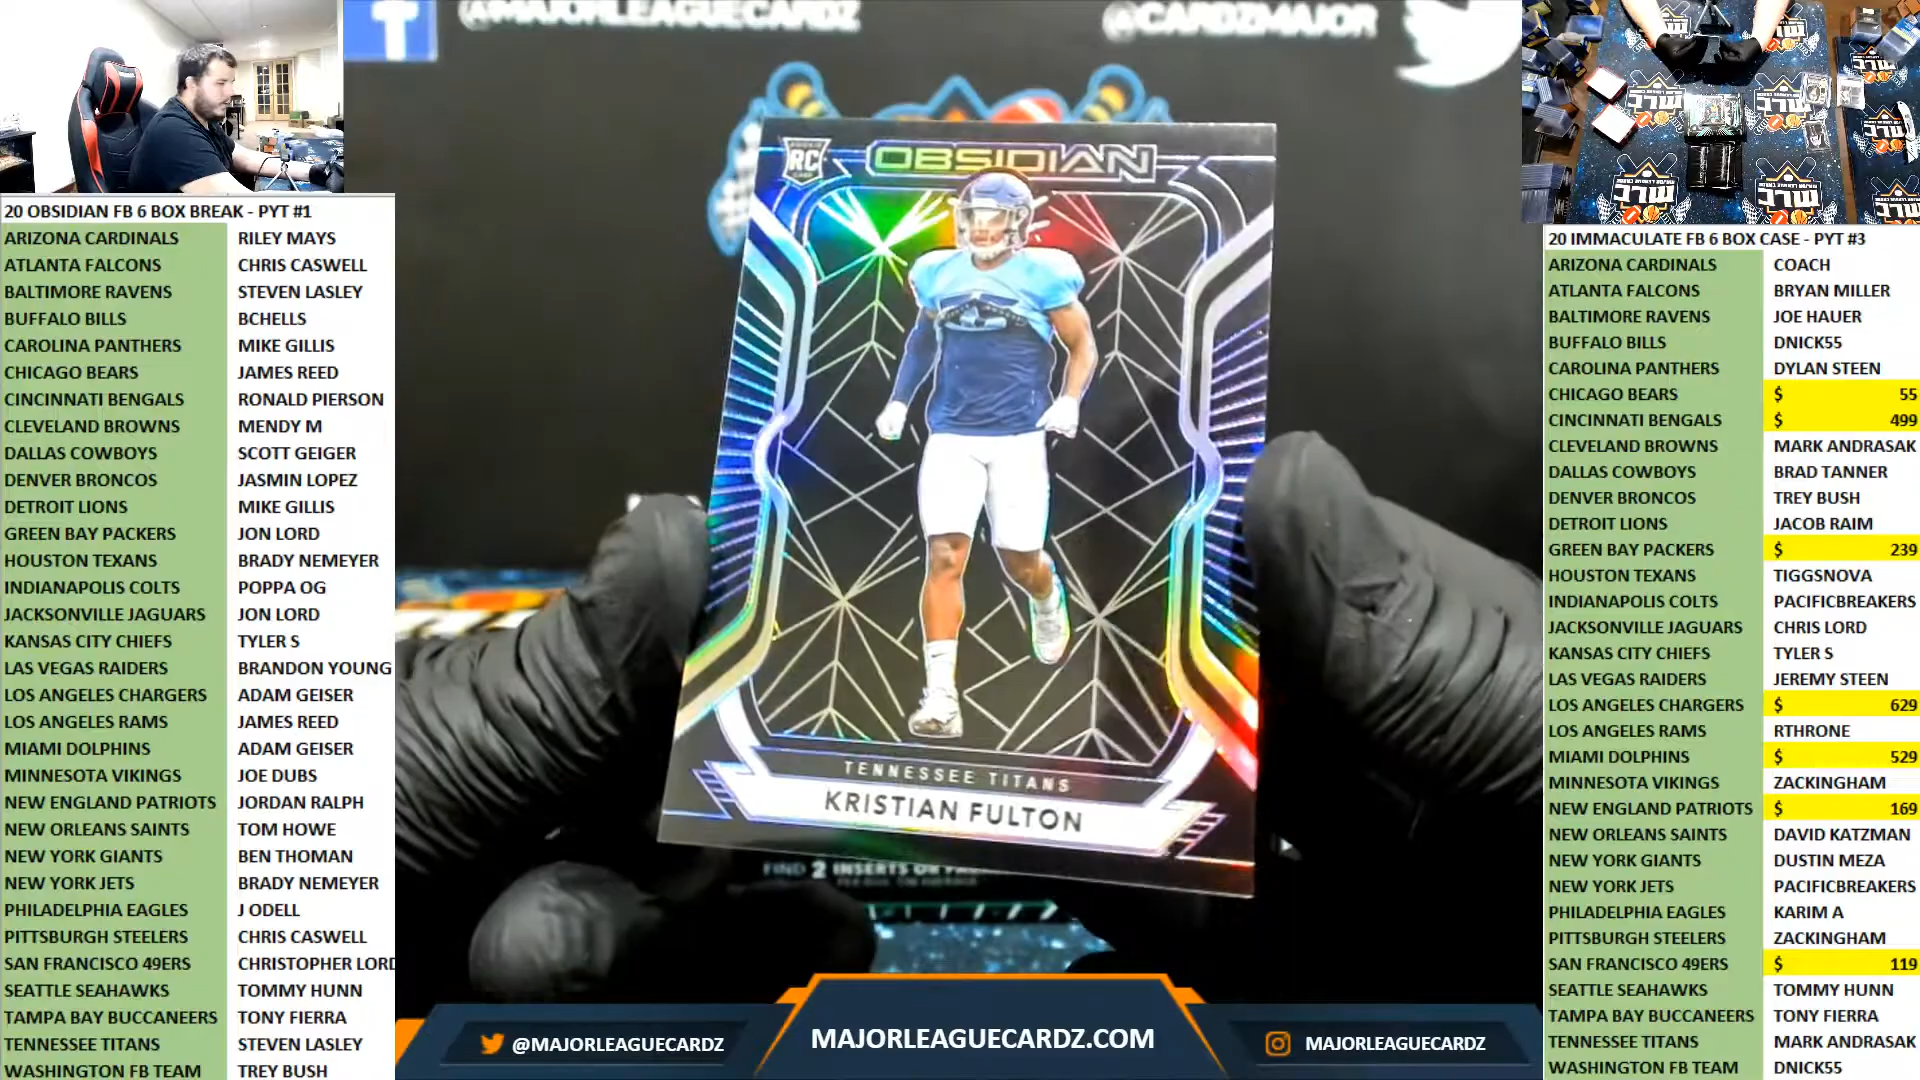 @MAJORLEAGUECARDZ
@CARDZMAJOR
20 OBSIDIAN FB 6 BOX BREAK - PYT #1
ARIZONA CARDINALS RILEY MAYS
ATLANTA FALCONS CHRIS CASWELL
BALTIMORE RAVENS STEVEN LASLEY
BUFFALO BILLS BCHELLS
CAROLINA PANTHERS MIKE GILLIS
CHICAGO BEARS JAMES REED
CINCINNATI BENGALS RONALD PIERSON
CLEVELAND BROWNS MENDY M
DALLAS COWBOYS SCOTT GEIGER
DENVER BRONCOS JASMIN LOPEZ
DETROIT LIONS MIKE GILLIS
GREEN BAY PACKERS JON LORD
HOUSTON TEXANS BRADY NEMEYER
INDIANAPOLIS COLTS POPPA OG
JACKSONVILLE JAGUARS JON LORD
KANSAS CITY CHIEFS TYLER S
LAS VEGAS RAIDERS BRANDON YOUNG
LOS ANGELES CHARGERS ADAM GEISER
LOS ANGELES RAMS JAMES REED
MIAMI DOLPHINS ADAM GEISER
MINNESOTA VIKINGS JOE DUBS
NEW ENGLAND PATRIOTS JORDAN RALPH
NEW ORLEANS SAINTS TOM HOWE
NEW YORK GIANTS BEN THOMAN
NEW YORK JETS BRADY NEMEYER
PHILADELPHIA EAGLES J ODELL
PITTSBURGH STEELERS CHRIS CASWELL
SAN FRANCISCO 49ERS CHRISTOPHER LORD
SEATTLE SEAHAWKS TOMMY HUNN
TAMPA BAY BUCCANEERS TONY FIERRA
TENNESSEE TITANS STEVEN LASLEY
WASHINGTON FB TEAM TREY BUSH
RC
OBSIDIAN
TENNESSEE TITANS
KRISTIAN FULTON
FIND 2 INSERTS OR
@MAJORLEAGUECARDZ
MAJORLEAGUECARDZ.COM
MAJORLEAGUECARDZ
20 IMMACULATE FB 6 BOX CASE - PYT #3
ARIZONA CARDINALS COACH
ATLANTA FALCONS BRYAN MILLER
BALTIMORE RAVENS JOE HAUER
BUFFALO BILLS DNICK55
CAROLINA PANTHERS DYLAN STEEN
CHICAGO BEARS $ 55
CINCINNATI BENGALS $ 499
CLEVELAND BROWNS MARK ANDRASAK
DALLAS COWBOYS BRAD TANNER
DENVER BRONCOS TREY BUSH
DETROIT LIONS JACOB RAIM
GREEN BAY PACKERS $ 239
HOUSTON TEXANS TIGGSNOVA
INDIANAPOLIS COLTS PACIFICBREAKERS
JACKSONVILLE JAGUARS CHRIS LORD
KANSAS CITY CHIEFS TYLER S
LAS VEGAS RAIDERS JEREMY STEEN
LOS ANGELES CHARGERS $ 629
LOS ANGELES RAMS RTHRONE
MIAMI DOLPHINS $ 529
MINNESOTA VIKINGS ZACKINGHAM
NEW ENGLAND PATRIOTS $ 169
NEW ORLEANS SAINTS DAVID KATZMAN
NEW YORK GIANTS DUSTIN MEZA
NEW YORK JETS PACIFICBREAKERS
PHILADELPHIA EAGLES KARIM A
PITTSBURGH STEELERS ZACKINGHAM
SAN FRANCISCO 49ERS $ 119
SEATTLE SEAHAWKS TOMMY HUNN
TAMPA BAY BUCCANEERS TONY FIERRA
TENNESSEE TITANS MARK ANDRASAK
WASHINGTON FB TEAM DNICK55